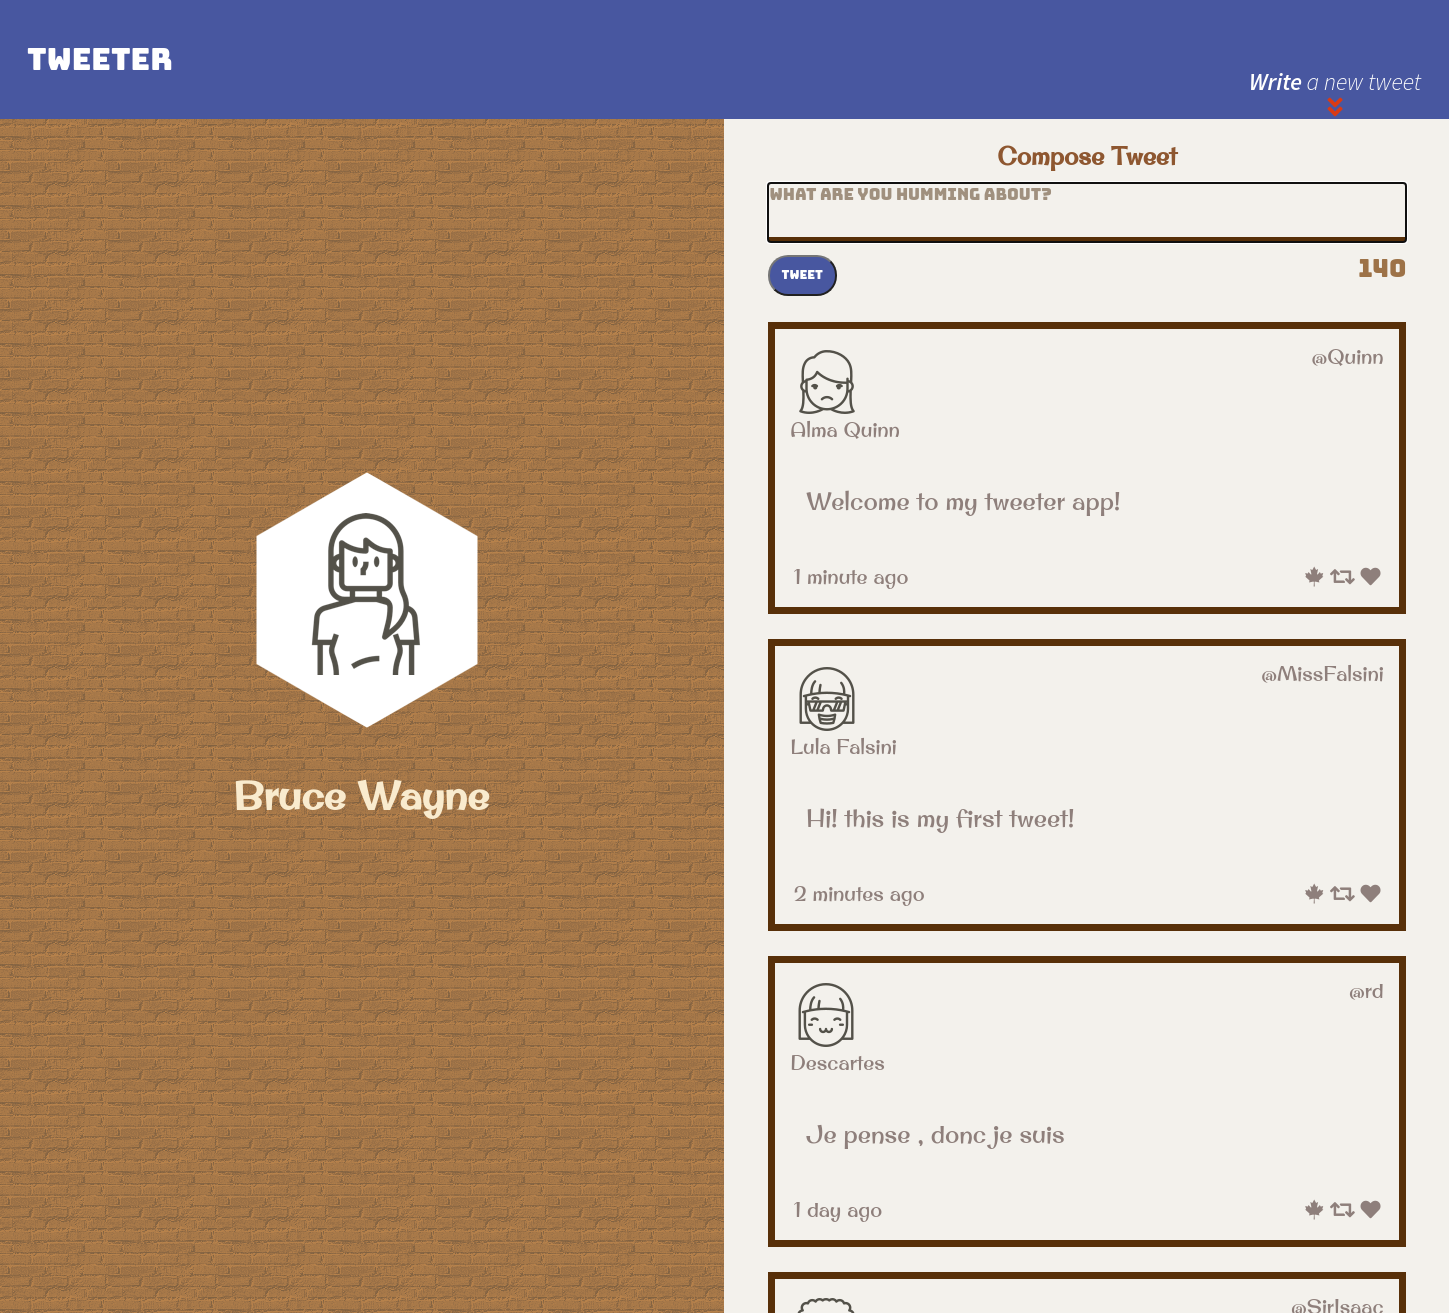 TWEETER
Write a new tweet
Bruce Wayne
Compose Tweet
WHAT ARE YOU HUMMING ABOUT?
TWEET
140
@Quinn
Alma Quinn
Welcome to my tweeter app!
1 minute ago
@MissFalsini
Lula Falsini
Hi! this is my first tweet!
2 minutes ago
@rd
Descartes
Je pense , donc je suis
1 day ago
@SirIsaac